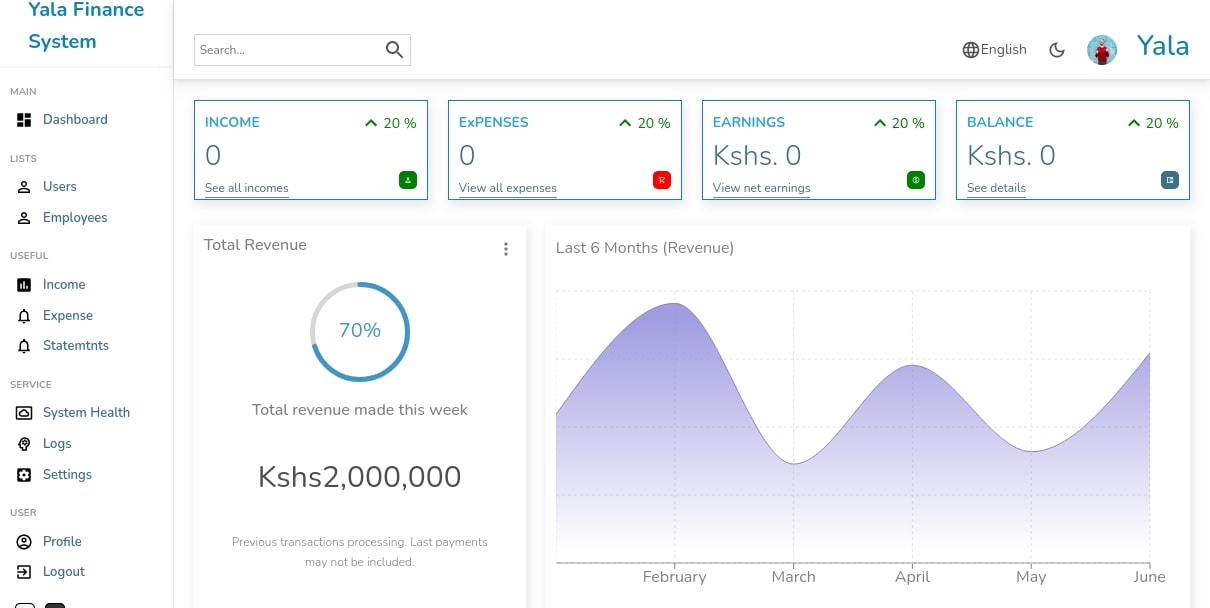 Yala Finance
System
MAIN
Dashboard
LISTS
Users
Employees
USEFUL
Income
Expense
Statemtnts
SERVICE
System Health
Logs
Settings
USER
Profile
Logout
Search...
English
Yala
INCOME
20 %
0
See all incomes
ExPENSES
20 %
0
View all expenses
EARNINGS
20 %
Kshs. 0
View net earnings
BALANCE
20 %
Kshs. 0
See details
Total Revenue
70%
Total revenue made this week
Kshs2,000,000
Previous transactions processing. Last payments
may not be included.
Last 6 Months (Revenue)
February March April May June